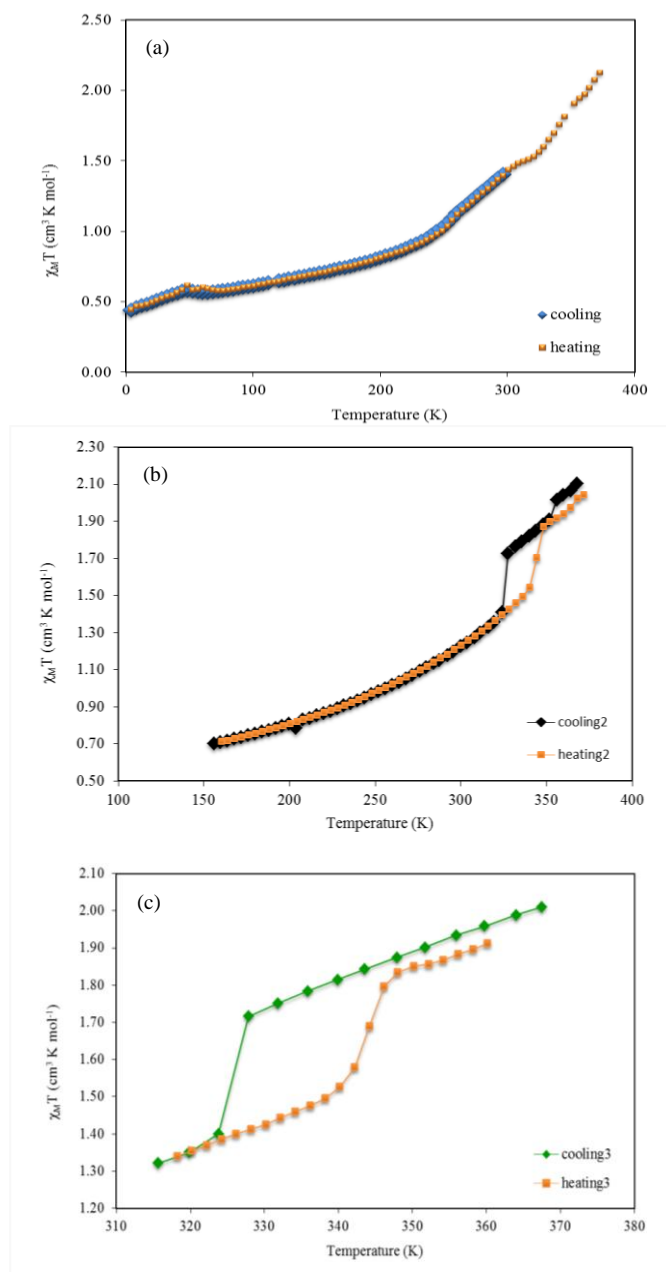 (a)
2.50
2.00
1.50
1.00
0.50
0.00
χMT (cm³ K mol⁻¹)
cooling
heating
0 100 200 300 400
Temperature (K)
(b)
2.30
2.10
1.90
1.70
1.50
1.30
1.10
0.90
0.70
0.50
χMT (cm³ K mol⁻¹)
cooling2
heating2
100 150 200 250 300 350 400
Temperature (K)
(c)
2.10
2.00
1.90
1.80
1.70
1.60
1.50
1.40
1.30
1.20
χMT (cm³ K mol⁻¹)
cooling3
heating3
310 320 330 340 350 360 370 380
Temperature (K)